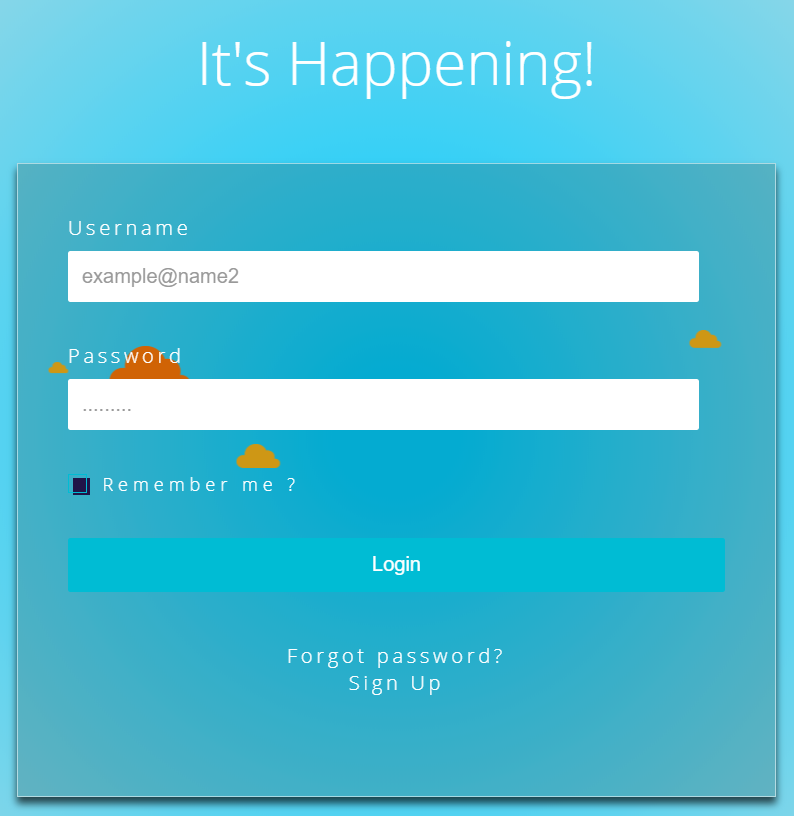 It's Happening!
Username
example@name2
Password
.........
Remember me ?
Login
Forgot password?
Sign Up